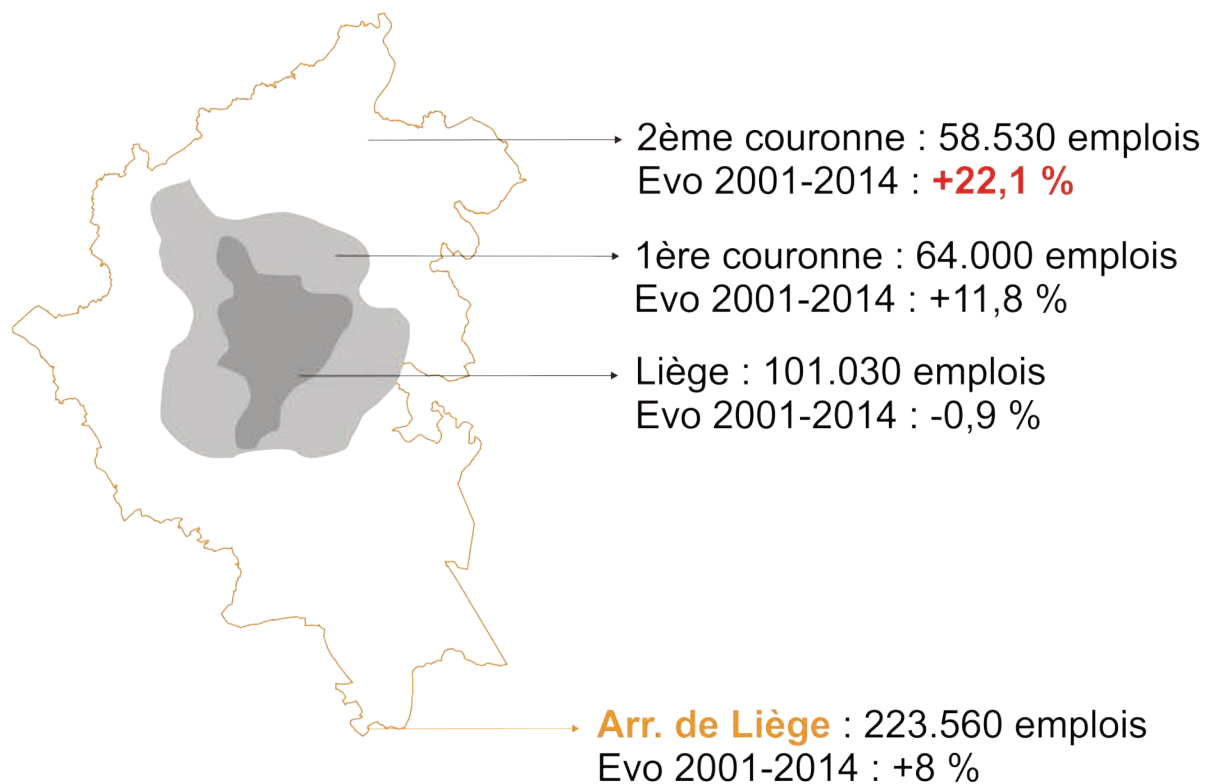 2ème couronne : 58.530 emplois
Evo 2001-2014 : +22,1 %
1ère couronne : 64.000 emplois
Evo 2001-2014 : +11,8 %
Liège : 101.030 emplois
Evo 2001-2014 : -0,9 %
Arr. de Liège : 223.560 emplois
Evo 2001-2014 : +8 %